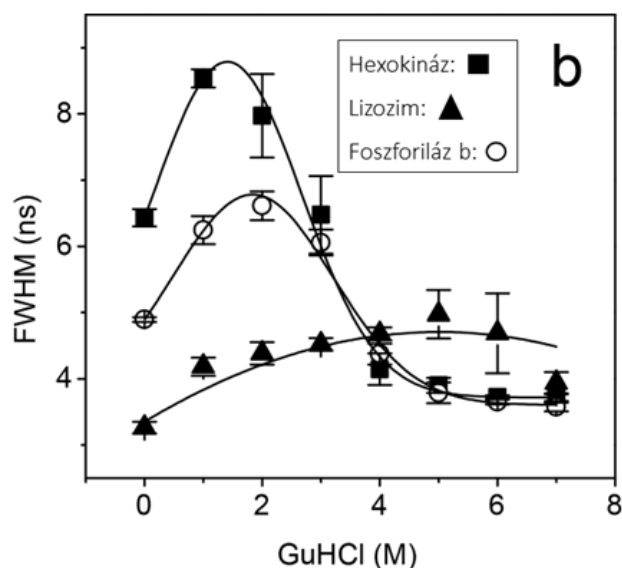 b
Hexokináz:
Lizozim:
Foszforiláz b:
8
6
4
FWHM (ns)
0 2 4 6 8
GuHCl (M)